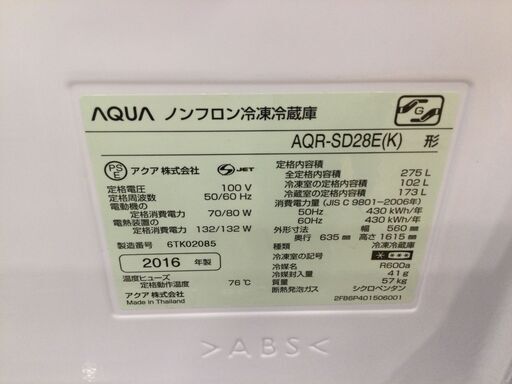 AQUA ノンフロン冷凍冷蔵庫
AQR-SD28E(K) 形
G
PS E アクア 株式会社 S JET
定格電圧 100 V
定格周波数 50/60 Hz
電動機の
定格消費電力 70/80 W
電熱装置の
定格消費電力 132/132 W
製造番号 6TK02085
2016 年製
温度ヒューズ
定格動作温度 76℃
アクア 株式会社
Made in Thailand
定格内容積
全定格内容積 275 L
冷凍室の定格内容積 102 L
冷蔵室の定格内容積 173 L
消費電力量 (JIS C 9801-2006年)
50Hz 430 kWh/年
60Hz 430 kWh/年
外形寸法 幅 560 mm
奥行 635 mm 高さ 1615 mm
種類 冷凍冷蔵庫
冷凍室の記号 * ***
冷媒名 R600a
冷媒封入量 41g
質量 57kg
断熱発泡ガス シクロペンタン
2FB6P401506001
>ABS<